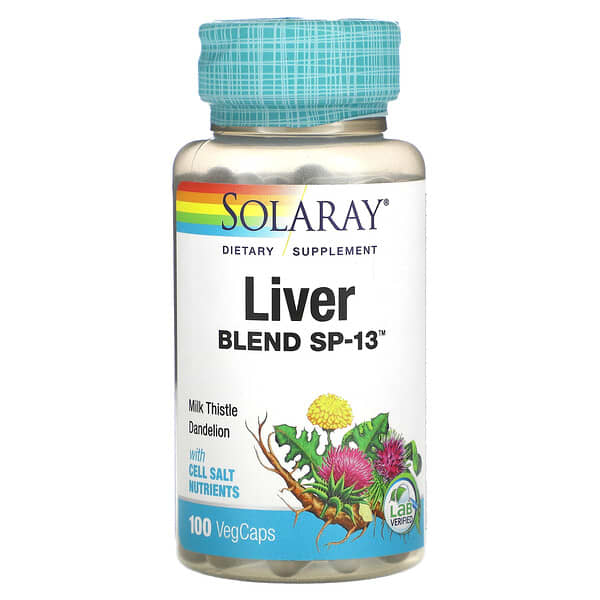 SOLARAY®
DIETARY SUPPLEMENT
Liver
BLEND SP-13™
Milk Thistle
Dandelion
with
CELL SALT
NUTRIENTS
100 VegCaps
LAB
VERIFIED